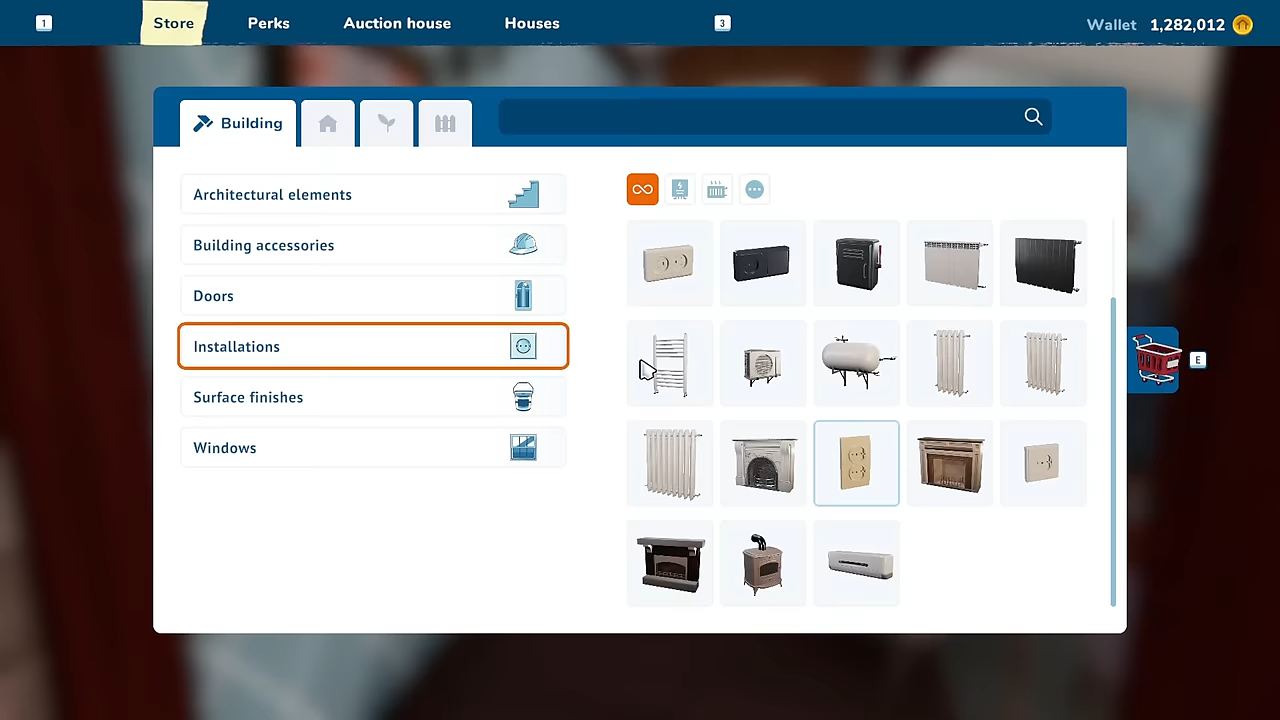 1
Store
Perks
Auction house
Houses
3
Wallet 1,282,012
Building
Architectural elements
Building accessories
Doors
Installations
Surface finishes
Windows
E